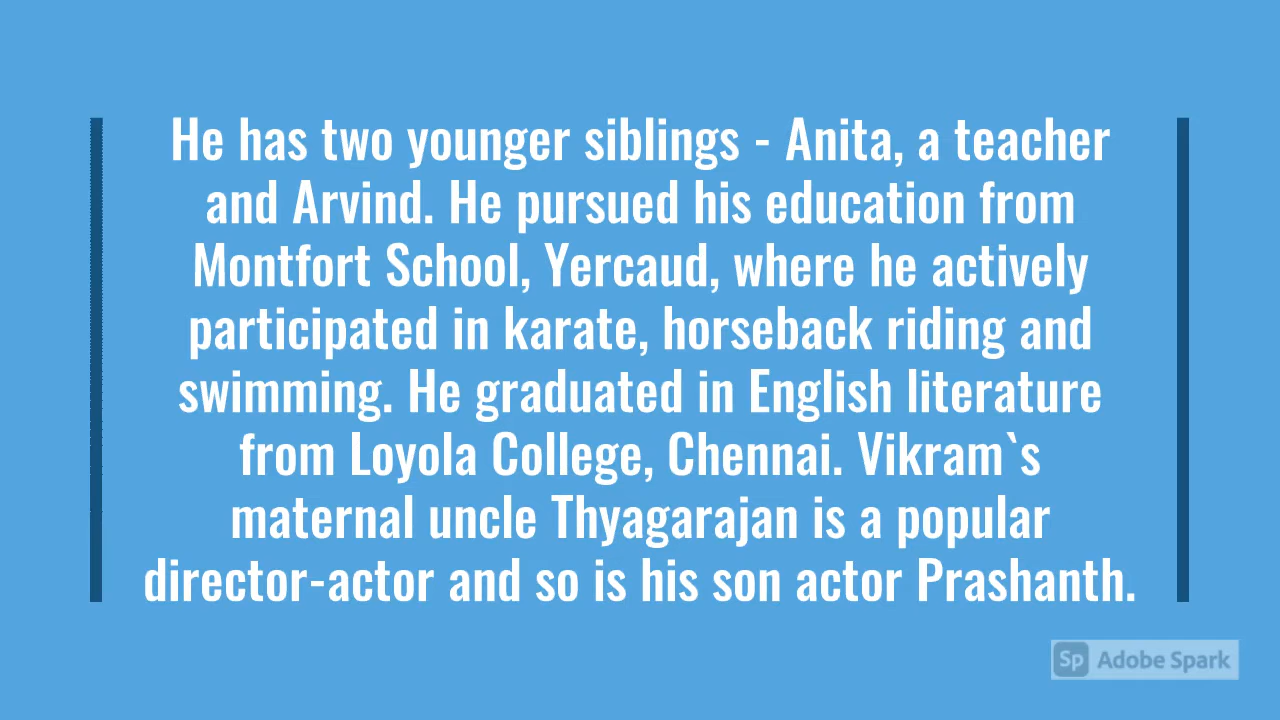 He has two younger siblings - Anita, a teacher
and Arvind. He pursued his education from
Montfort School, Yercaud, where he actively
participated in karate, horseback riding and
swimming. He graduated in English literature
from Loyola College, Chennai. Vikram`s
maternal uncle Thyagarajan is a popular
director-actor and so is his son actor Prashanth.
Sp Adobe Spark